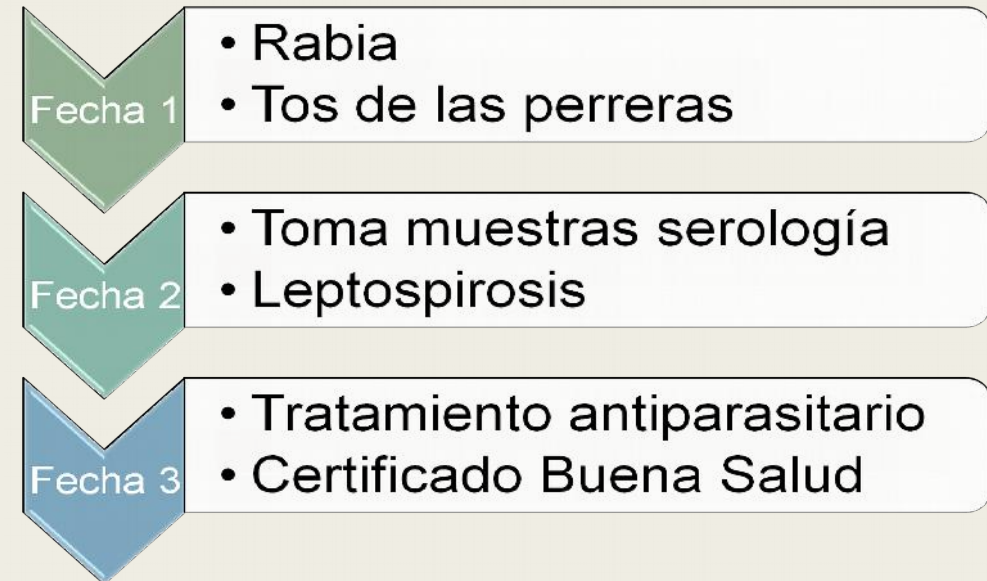 Fecha 1
• Rabia
• Tos de las perreras
Fecha 2
• Toma muestras serología
• Leptospirosis
Fecha 3
• Tratamiento antiparasitario
• Certificado Buena Salud